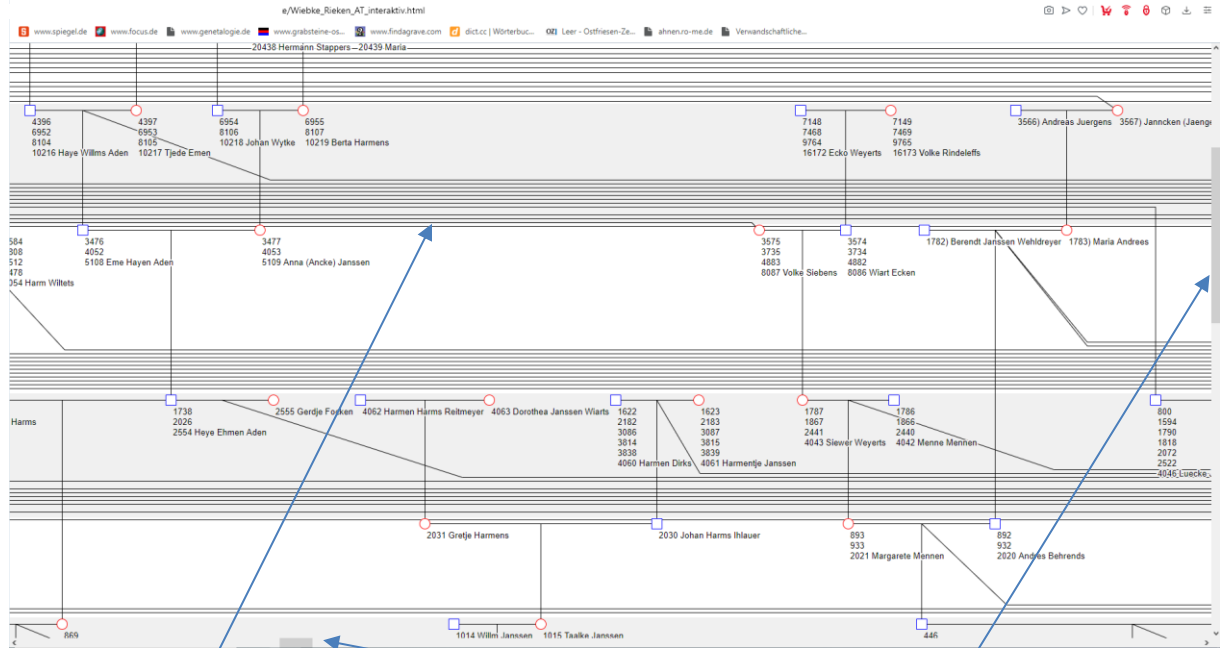 e/Wiebke_Rieken_AT_interaktiv.html
www.spiegel.de www.focus.de www.genetalogie.de www.grabsteine-os... www.findagrave.com dict.cc | Wörterbuc... OZ| Leer - Ostfriesen-Ze... ahnen.ro-me.de Verwandschaftliche...
20438 Hermann Stappers 20439 Maria
4396
6952
8104
10216 Haye Willms Aden
4397
6953
8105
10217 Tjede Emen
6954
8106
10218 Johan Wytke
6955
8107
10219 Berta Harmens
7148
7468
9764
16172 Ecko Weyerts
7149
7469
9765
16173 Volke Rindeleffs
3566) Andreas Juergens
3567) Janncken (Jaenge
584
808
512
478
054 Harm Wiltets
3476
4052
5108 Eme Hayen Aden
3477
4053
5109 Anna (Ancke) Janssen
3575
3735
4883
8087 Volke Siebens
3574
3734
4882
8086 Wiart Ecken
1782) Berendt Janssen Wehldreyer
1783) Maria Andrees
Harms
1738
2026
2554 Heye Ehmen Aden
2555 Gerdje Focken
4062 Harmen Harms Reitmeyer
4063 Dorothea Janssen Wiarts
1622
2182
3086
3814
3838
4060 Harmen Dirks
1623
2183
3087
3815
3839
4061 Harmentje Janssen
1787
1867
2441
4043 Siewer Weyerts
1786
1866
2440
4042 Menne Mennen
800
1594
1790
1818
2072
2522
4046 Luecke
2031 Gretje Harmens
2030 Johan Harms Ihlauer
893
933
2021 Margarete Mennen
892
932
2020 Andres Behrends
869
1014 Willm Janssen
1015 Taalke Janssen
446